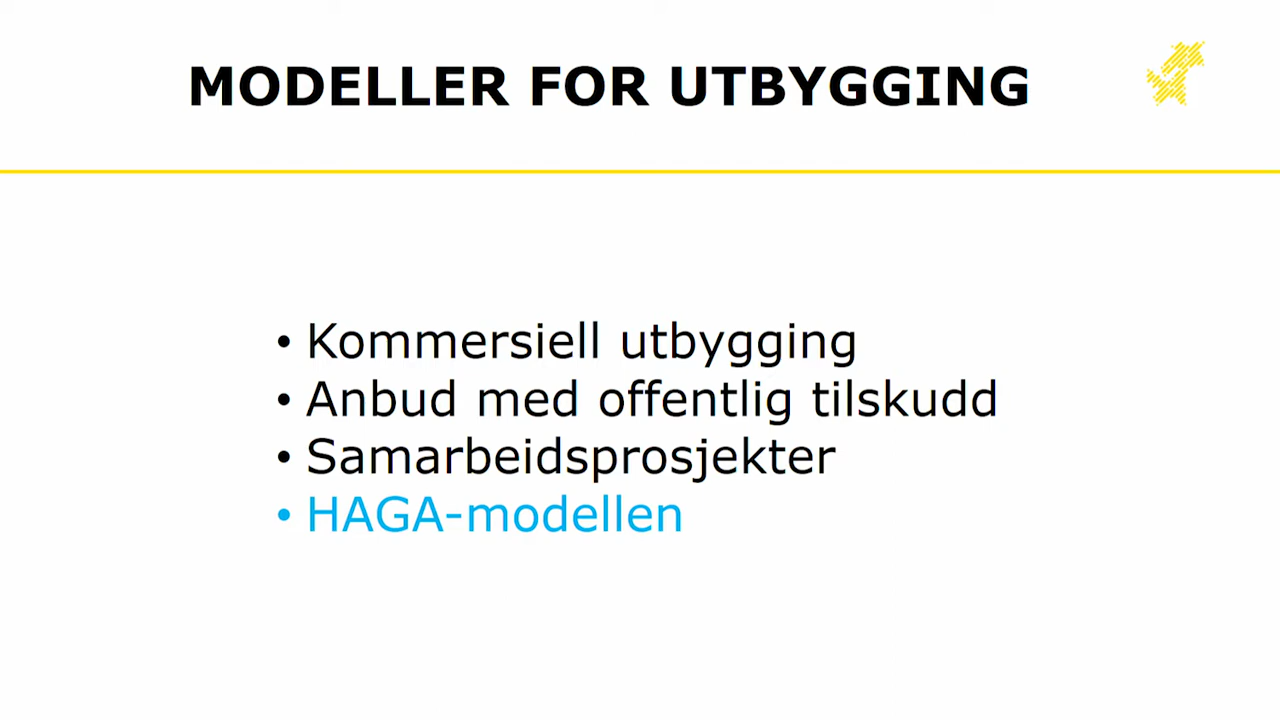 MODELLER FOR UTBYGGING
• Kommersiell utbygging
• Anbud med offentlig tilskudd
• Samarbeidsprosjekter
• HAGA-modellen